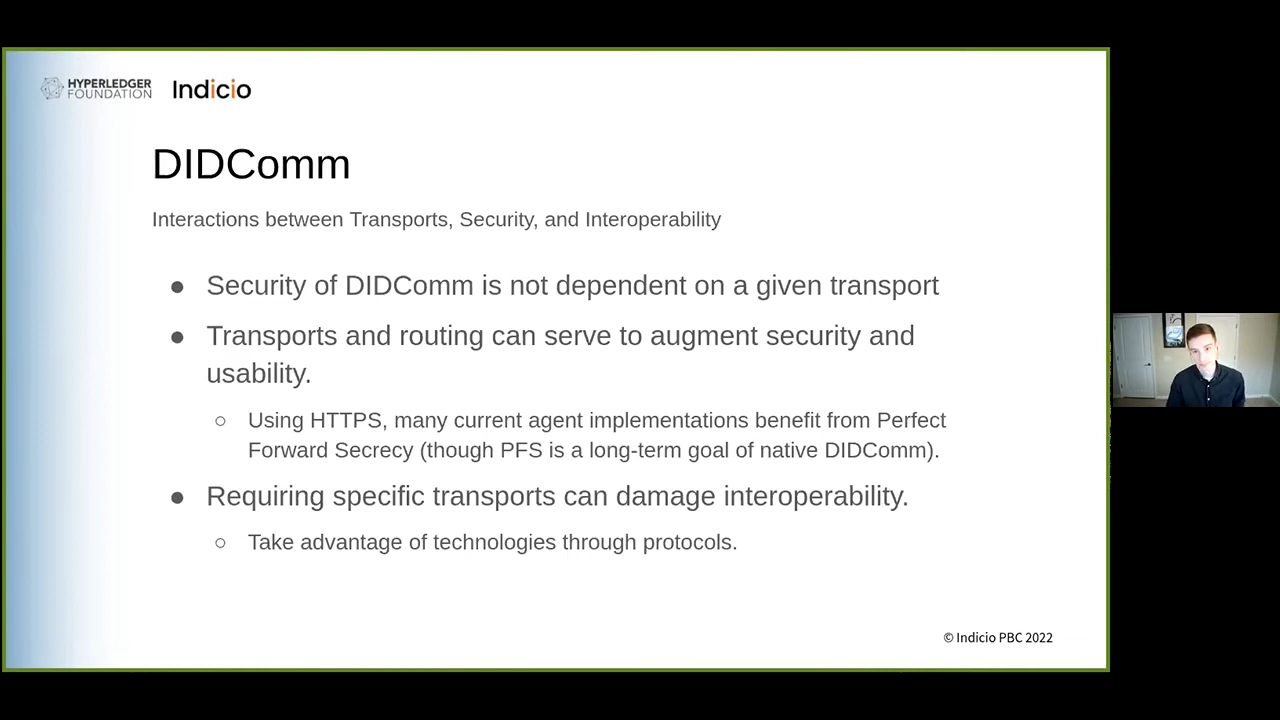 HYPERLEDGER
FOUNDATION
Indicio
DIDComm
Interactions between Transports, Security, and Interoperability
● Security of DIDComm is not dependent on a given transport
● Transports and routing can serve to augment security and
usability.
○ Using HTTPS, many current agent implementations benefit from Perfect
Forward Secrecy (though PFS is a long-term goal of native DIDComm).
● Requiring specific transports can damage interoperability.
○ Take advantage of technologies through protocols.
© Indicio PBC 2022